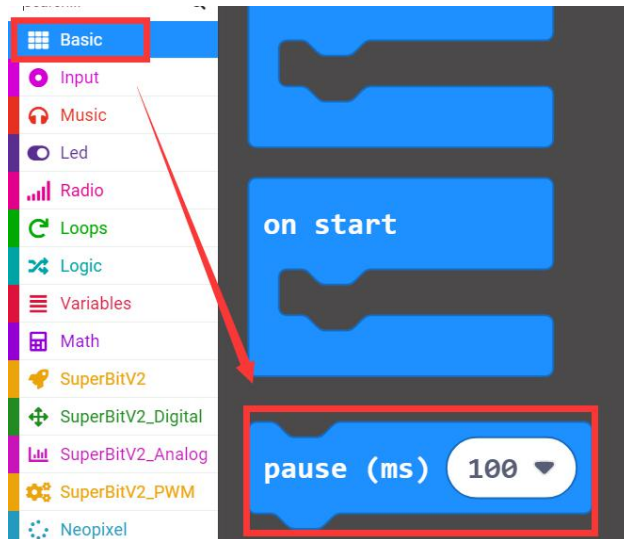 Basic
Input
Music
Led
Radio
Loops
Logic
Variables
Math
SuperBitV2
SuperBitV2_Digital
SuperBitV2_Analog
SuperBitV2_PWM
Neopixel
on start
pause (ms) 100